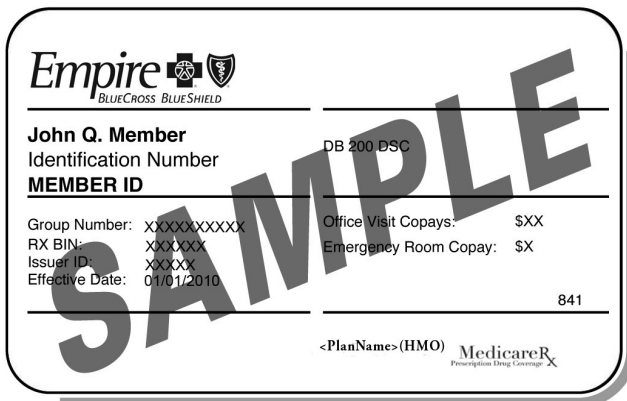 Empire
BLUECROSS BLUESHIELD
John Q. Member
Identification Number
MEMBER ID
DB 200 DSC
Group Number: XXXXXXXXXX
RX BIN: XXXXXX
Issuer ID: XXXXX
Effective Date: 01/01/2010
Office Visit Copays: $XX
Emergency Room Copay: $X
841
<PlanName>(HMO)
MedicareRx
Prescription Drug Coverage
SAMPLE